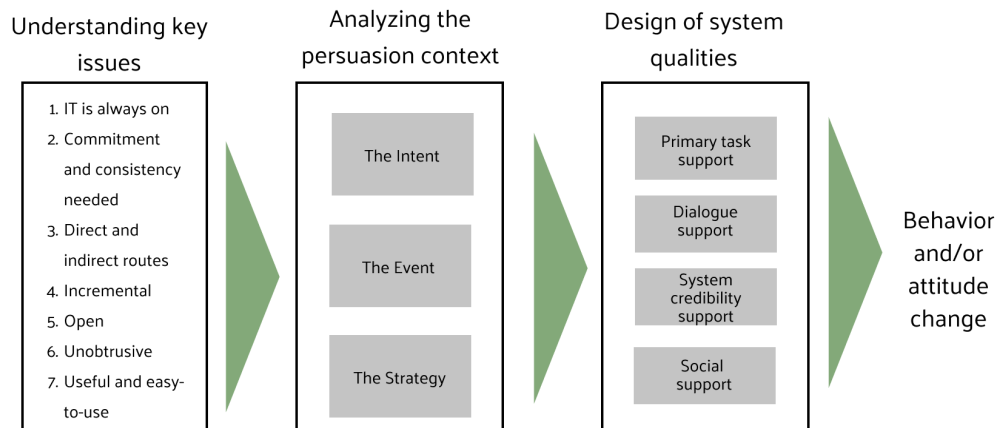 Understanding key
issues
1. IT is always on
2. Commitment
and consistency
needed
3. Direct and
indirect routes
4. Incremental
5. Open
6. Unobtrusive
7. Useful and easy-
to-use
Analyzing the
persuasion context
The Intent
The Event
The Strategy
Design of system
qualities
Primary task
support
Dialogue
support
System
credibility
support
Social
support
Behavior
and/or
attitude
change